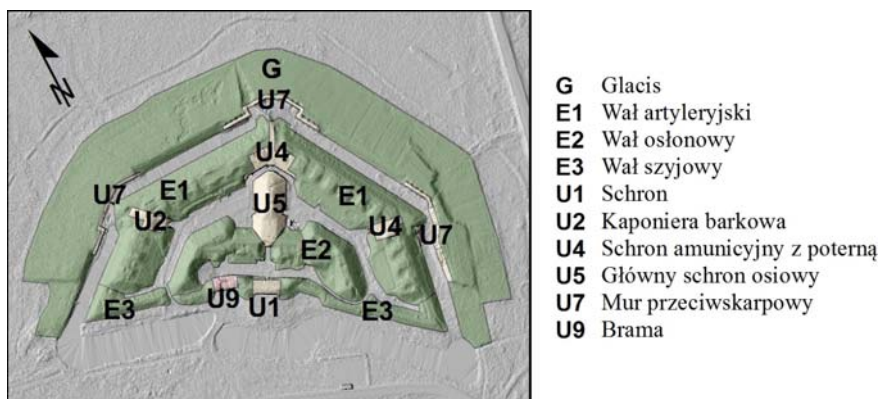 N
G
U7
U4
E1
E1
U7
U2
U5
U4
U7
E2
E3
U9
U1
E3
G Glacis
E1 Wał artyleryjski
E2 Wał osłonowy
E3 Wał szyjowy
U1 Schron
U2 Kaponiera barkowa
U4 Schron amunicyjny z poterną
U5 Główny schron osiowy
U7 Mur przeciwskarpowy
U9 Brama